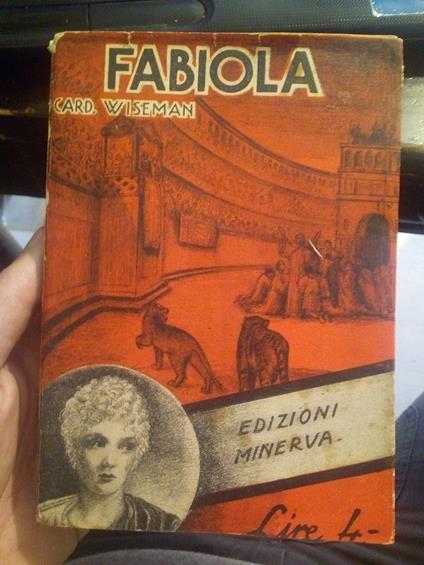 FABIOLA
CARD. WISEMAN
EDIZIONI
MINERVA-
Lire 4-